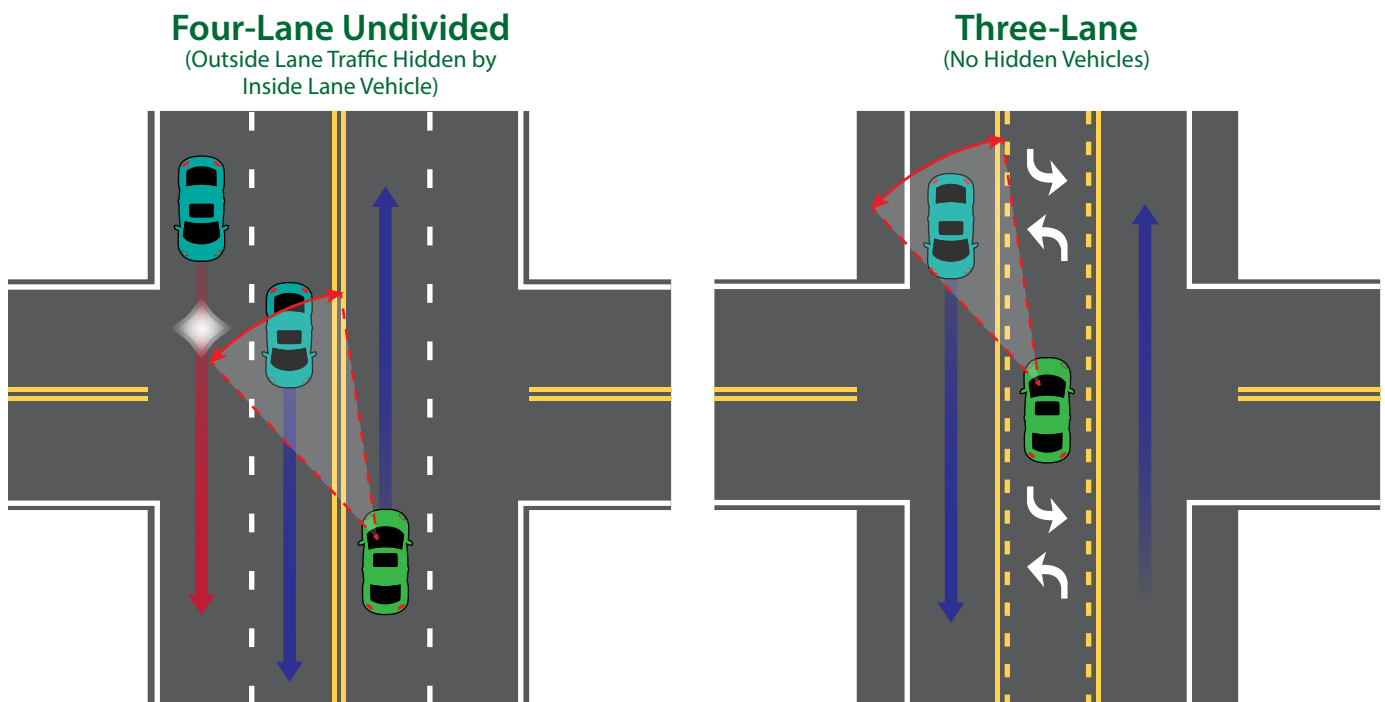 Four-Lane Undivided
(Outside Lane Traffic Hidden by
Inside Lane Vehicle)
Three-Lane
(No Hidden Vehicles)